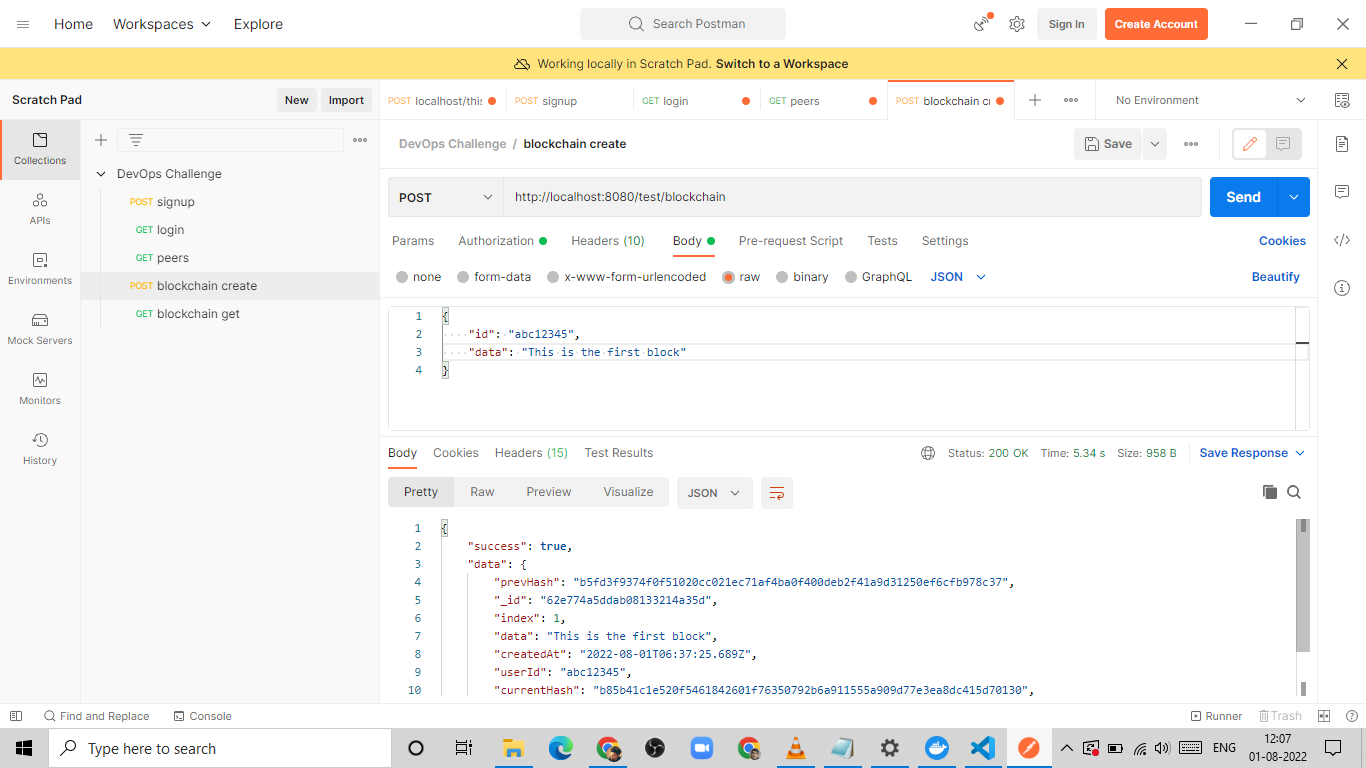 Home Workspaces Explore Search Postman Sign In Create Account
Working locally in Scratch Pad. Switch to a Workspace
Scratch Pad New Import POST localhost/this POST signup GET login GET peers POST blockchain cr No Environment
Collections
APIs
Environments
Mock Servers
Monitors
History
DevOps Challenge
POST signup
GET login
GET peers
POST blockchain create
GET blockchain get
DevOps Challenge / blockchain create Save
POST http://localhost:8080/test/blockchain Send
Params Authorization Headers (10) Body Pre-request Script Tests Settings Cookies
none form-data x-www-form-urlencoded raw binary GraphQL JSON Beautify
1 {
2 "id": "abc12345",
3 "data": "This is the first block"
4 }
Body Cookies Headers (15) Test Results Status: 200 OK Time: 5.34 s Size: 958 B Save Response
Pretty Raw Preview Visualize JSON
1 {
2 "success": true,
3 "data": {
4 "prevHash": "b5fd3f9374f0f51020cc021ec71af4ba0f400deb2f41a9d31250ef6cfb978c37",
5 "_id": "62e774a5ddab08133214a35d",
6 "index": 1,
7 "data": "This is the first block",
8 "createdAt": "2022-08-01T06:37:25.689Z",
9 "userId": "abc12345",
10 "currentHash": "b85b41c1e520f5461842601f76350792b6a911555a909d77e3ea8dc415d70130",
Find and Replace Console Runner Trash
Type here to search ENG 12:07
01-08-2022